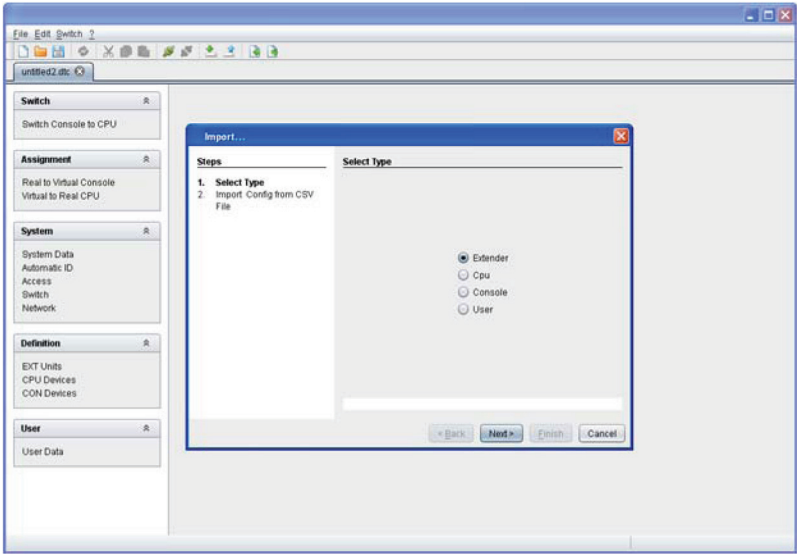 File Edit Switch ?
untitled2.dtc
Switch
Switch Console to CPU
Assignment
Real to Virtual Console
Virtual to Real CPU
System
System Data
Automatic ID
Access
Switch
Network
Definition
EXT Units
CPU Devices
CON Devices
User
User Data
Import...
Steps
1. Select Type
2. Import Config from CSV
File
Select Type
Extender
Cpu
Console
User
< Back Next > Finish Cancel